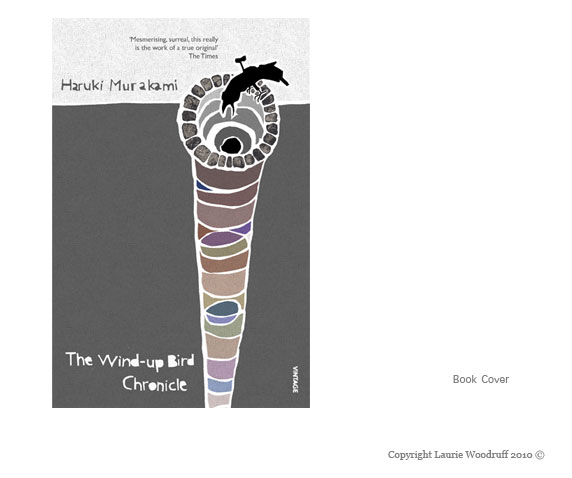 'Mesmerising, surreal, this really
is the work of a true original'
The Times
Haruki Murakami
The Wind-up Bird
Chronicle
VINTAGE
Book Cover
Copyright Laurie Woodruff 2010 ©